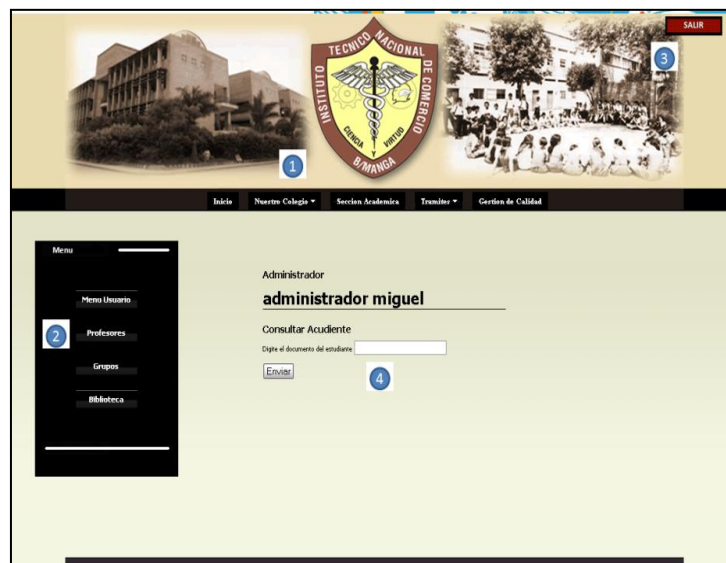 SALIR
3
INSTITUTO TECNICO NACIONAL DE COMERCIO
CIENCIA Y VIRTUD
B/MANGA
1
Inicio Nuestro Colegio Seccion Academica Tramites Gestion de Calidad
Menu
Menu Usuario
2 Profesores
Grupos
Biblioteca
Administrador
administrador miguel
Consultar Acudiente
Digite el documento del estudiante
Enviar
4